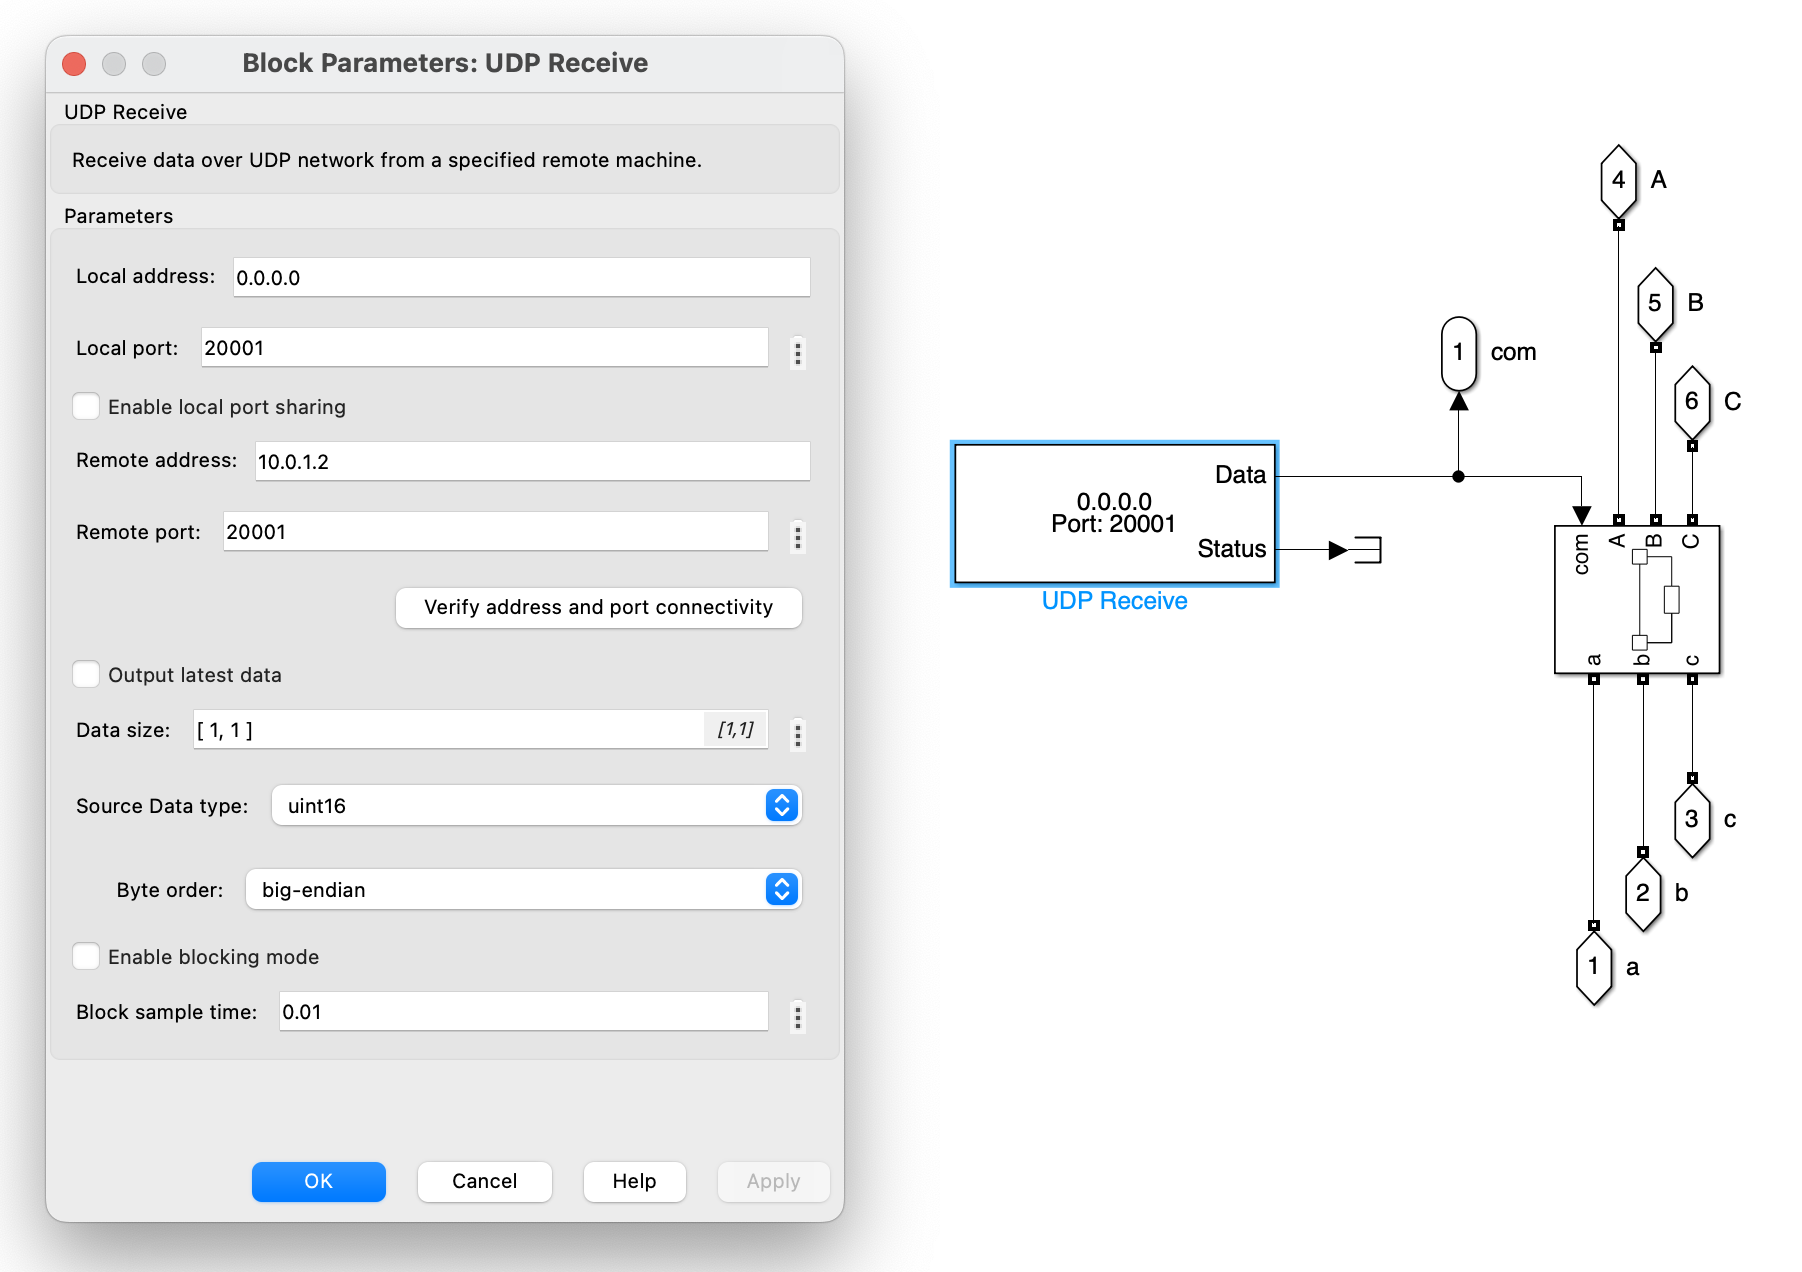 Block Parameters: UDP Receive
UDP Receive
Receive data over UDP network from a specified remote machine.
Parameters
Local address: 0.0.0.0
Local port: 20001
Enable local port sharing
Remote address: 10.0.1.2
Remote port: 20001
Verify address and port connectivity
Output latest data
Data size: [ 1, 1 ] [1,1]
Source Data type: uint16
Byte order: big-endian
Enable blocking mode
Block sample time: 0.01
OK Cancel Help Apply
4 A
5 B
1 com
6 C
Data
0.0.0.0
Port: 20001
Status
UDP Receive
com A B C
a b c
3 c
2 b
1 a